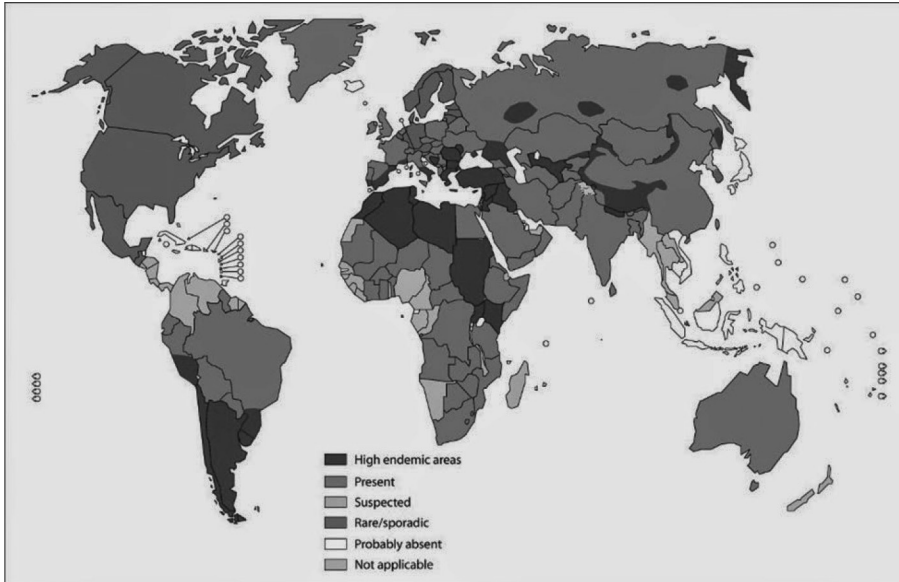 High endemic areas
Present
Suspected
Rare/sporadic
Probably absent
Not applicable